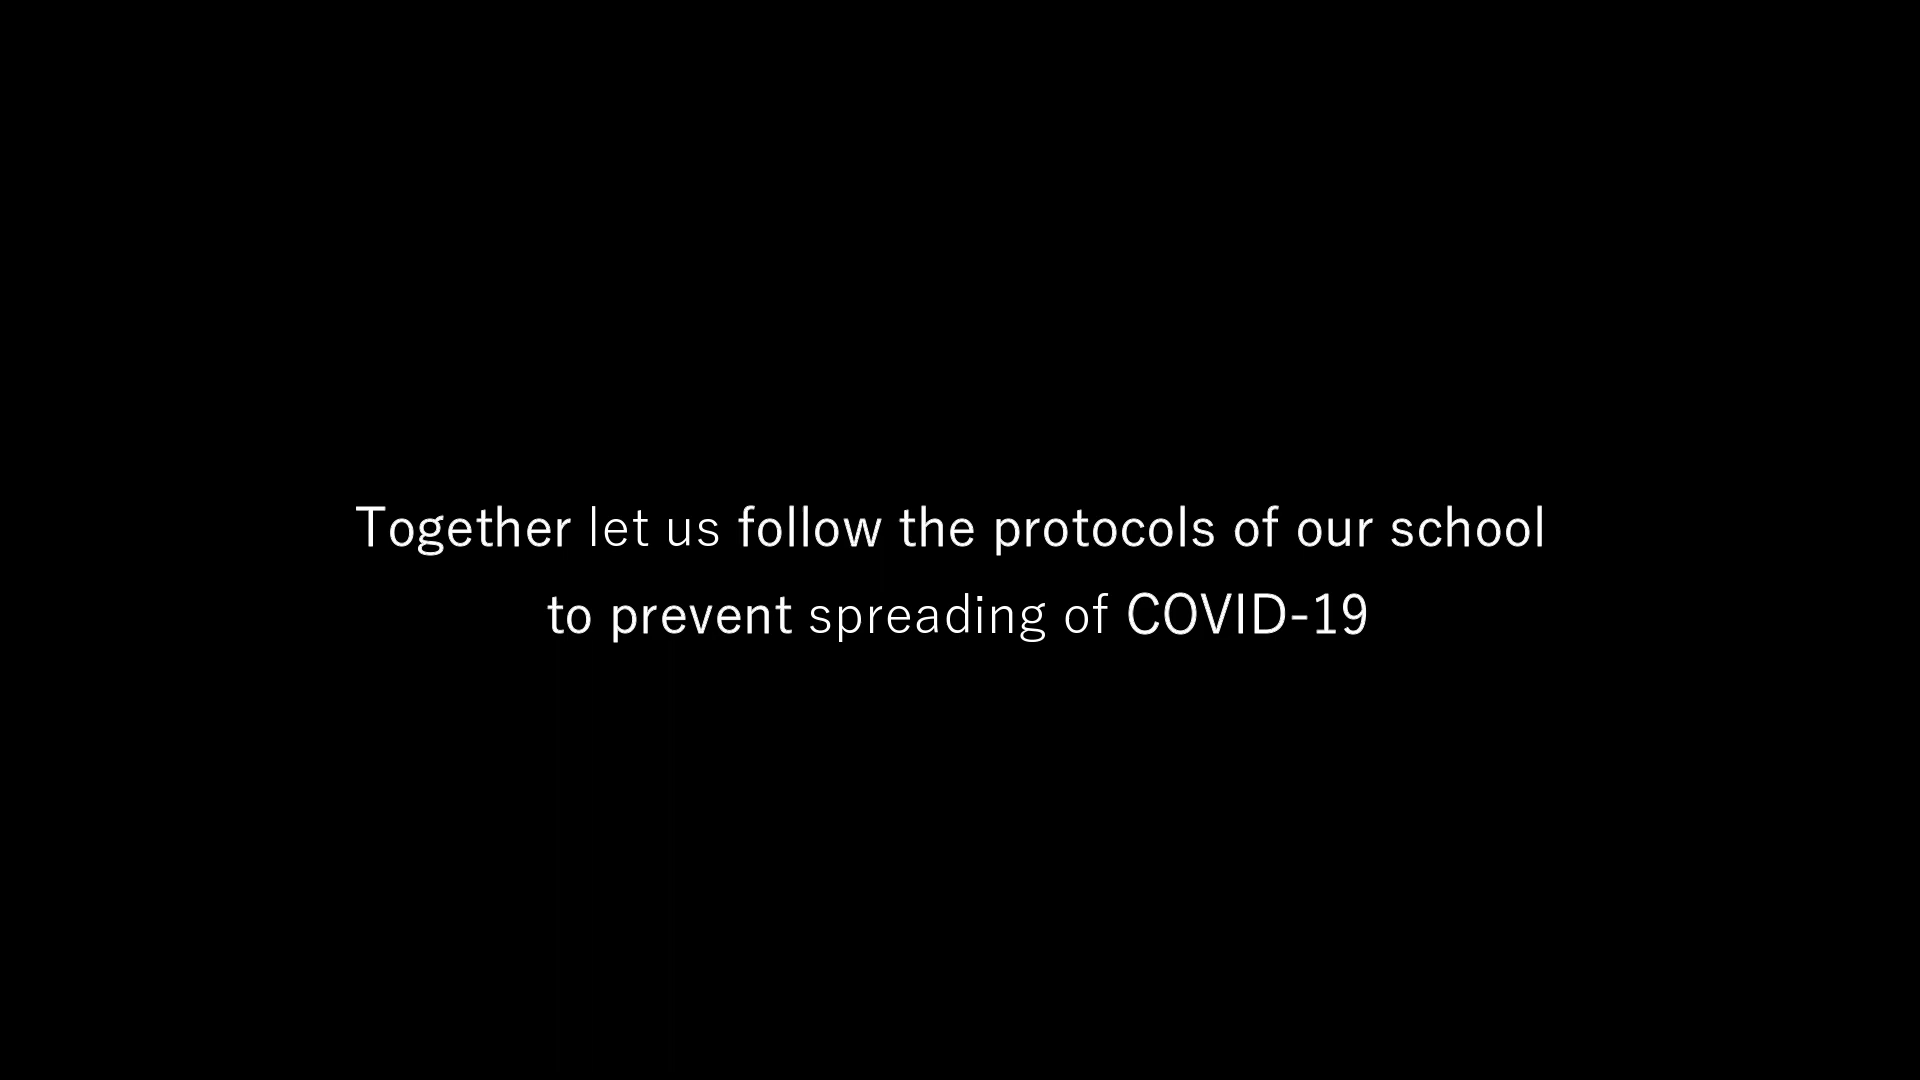 Together let us follow the protocols of our school
to prevent spreading of COVID-19